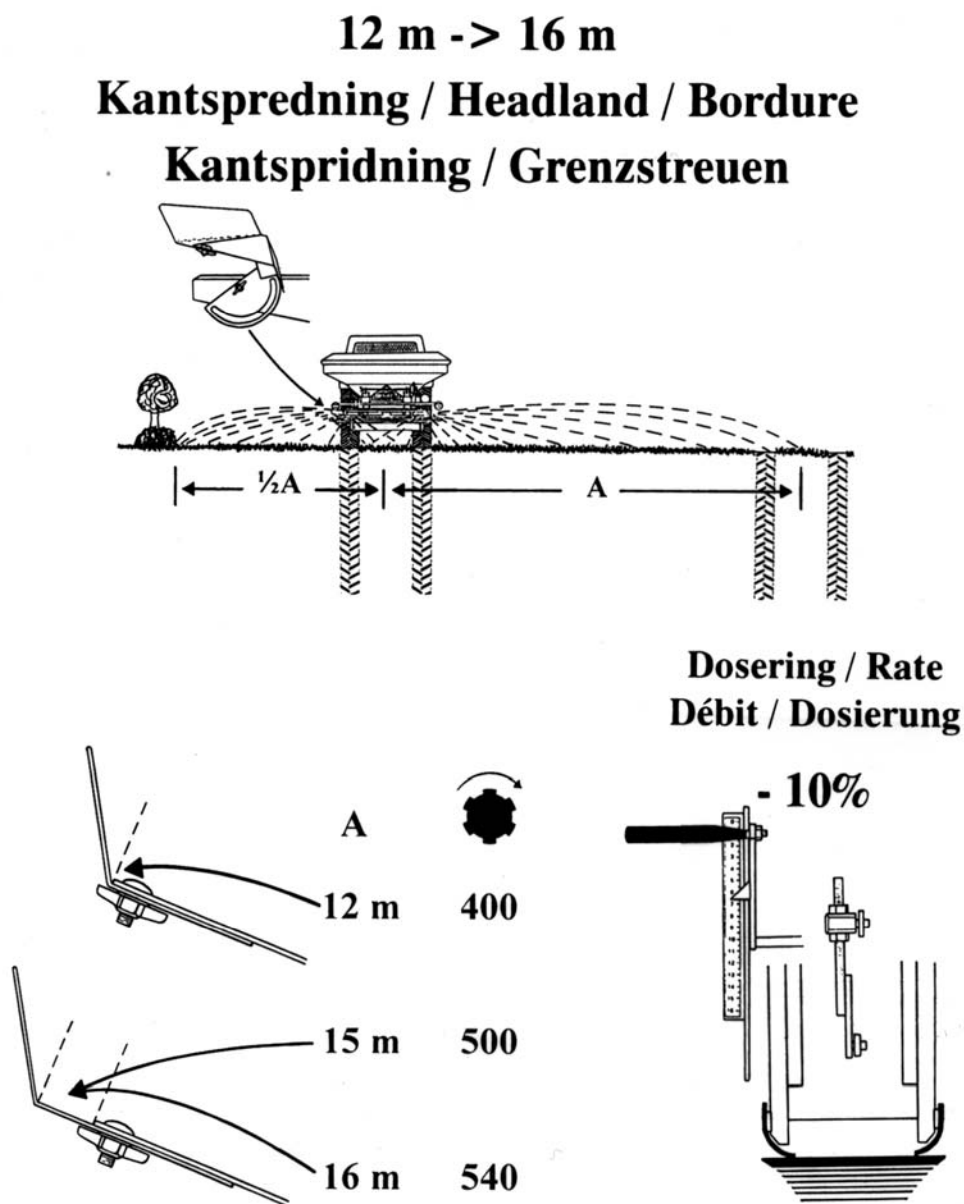 12 m -> 16 m
Kantspredning / Headland / Bordure
Kantspridning / Grenzstreuen
½A
A
Dosering / Rate
Débit / Dosierung
- 10%
A
12 m 400
15 m 500
16 m 540